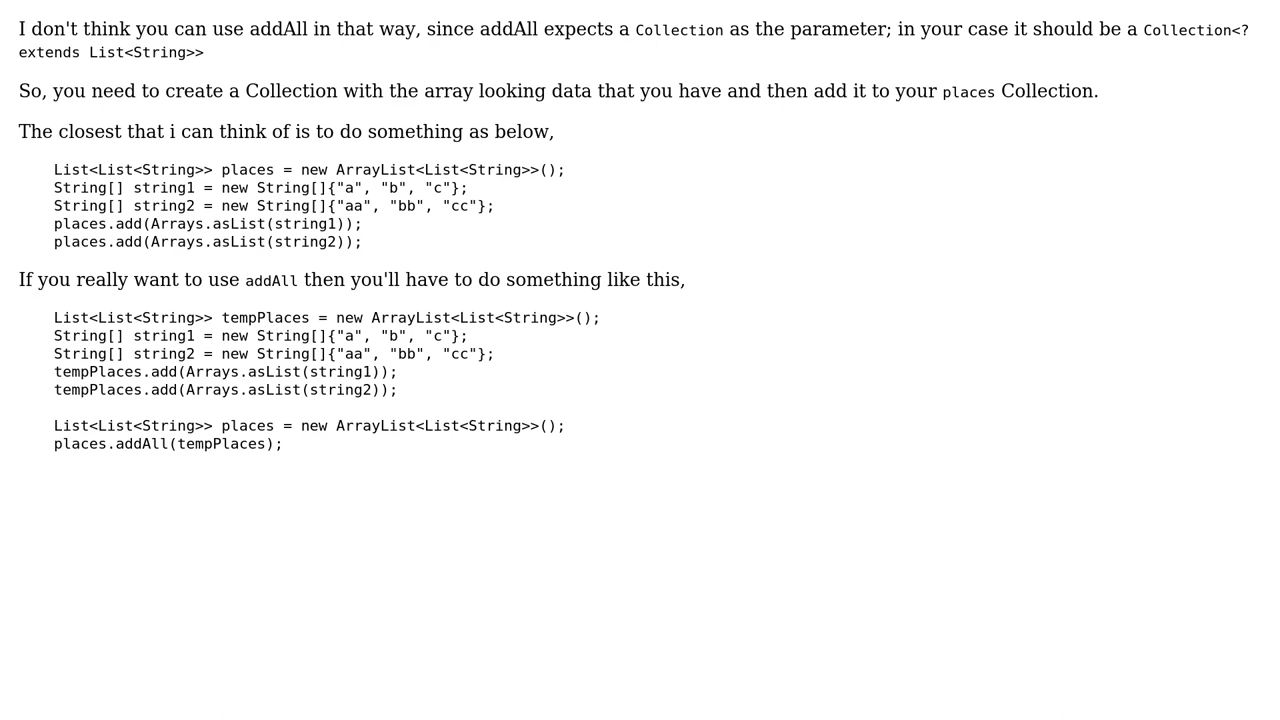 I don't think you can use addAll in that way, since addAll expects a Collection as the parameter; in your case it should be a Collection<?
extends List<String>>
So, you need to create a Collection with the array looking data that you have and then add it to your places Collection.
The closest that i can think of is to do something as below,
List<List<String>> places = new ArrayList<List<String>>();
String[] string1 = new String[]{"a", "b", "c"};
String[] string2 = new String[]{"aa", "bb", "cc"};
places.add(Arrays.asList(string1));
places.add(Arrays.asList(string2));
If you really want to use addAll then you'll have to do something like this,
List<List<String>> tempPlaces = new ArrayList<List<String>>();
String[] string1 = new String[]{"a", "b", "c"};
String[] string2 = new String[]{"aa", "bb", "cc"};
tempPlaces.add(Arrays.asList(string1));
tempPlaces.add(Arrays.asList(string2));
List<List<String>> places = new ArrayList<List<String>>();
places.addAll(tempPlaces);